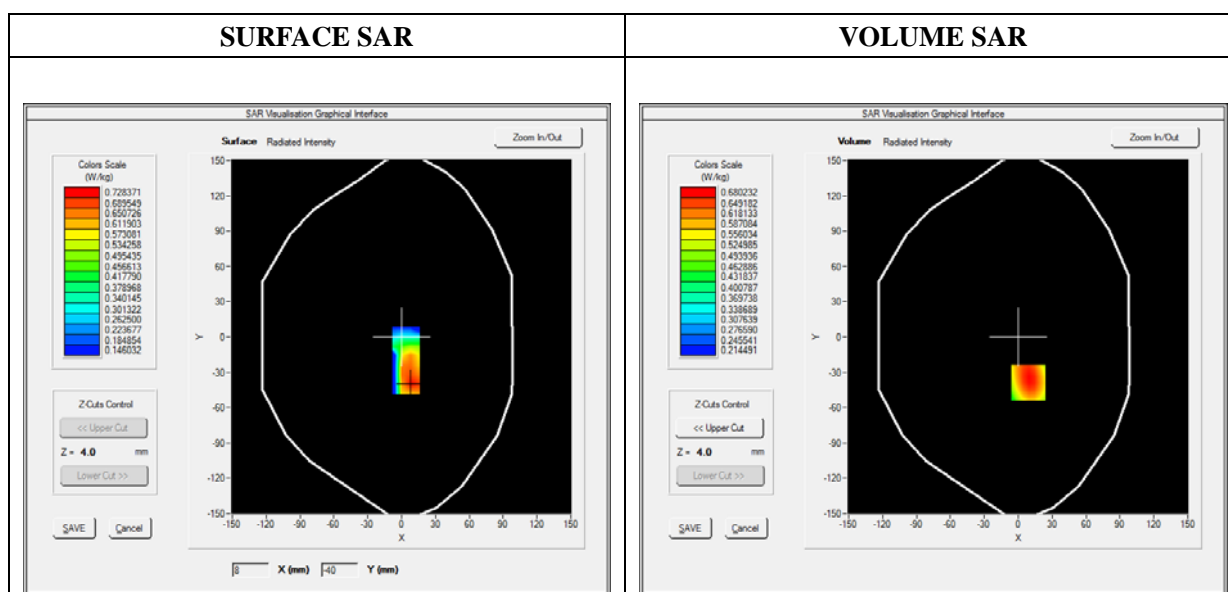 SURFACE SAR
VOLUME SAR
SAR Visualisation Graphical Interface
Surface Radiated Intensity
Zoom In/Out
Colors Scale
(W/kg)
0.728371
0.689549
0.650726
0.611903
0.573081
0.534258
0.495435
0.456613
0.417790
0.378968
0.340145
0.301322
0.262500
0.223677
0.184854
0.146032
Z-Cuts Control
<< Upper Cut
Z = 4.0 mm
Lower Cut >>
SAVE Cancel
150
120
90
60
30
0
-30
-60
-90
-120
-150
Y
-150 -120 -90 -60 -30 0 30 60 90 120 150
X
8 X (mm) -40 Y (mm)
SAR Visualisation Graphical Interface
Volume Radiated Intensity
Zoom In/Out
Colors Scale
(W/kg)
0.680232
0.649182
0.618133
0.587084
0.556034
0.524985
0.493936
0.462886
0.431837
0.400787
0.369738
0.338689
0.307639
0.276590
0.245541
0.214491
Z-Cuts Control
<< Upper Cut
Z = 4.0 mm
Lower Cut >>
SAVE Cancel
150
120
90
60
30
0
-30
-60
-90
-120
-150
Y
-150 -120 -90 -60 -30 0 30 60 90 120 150
X